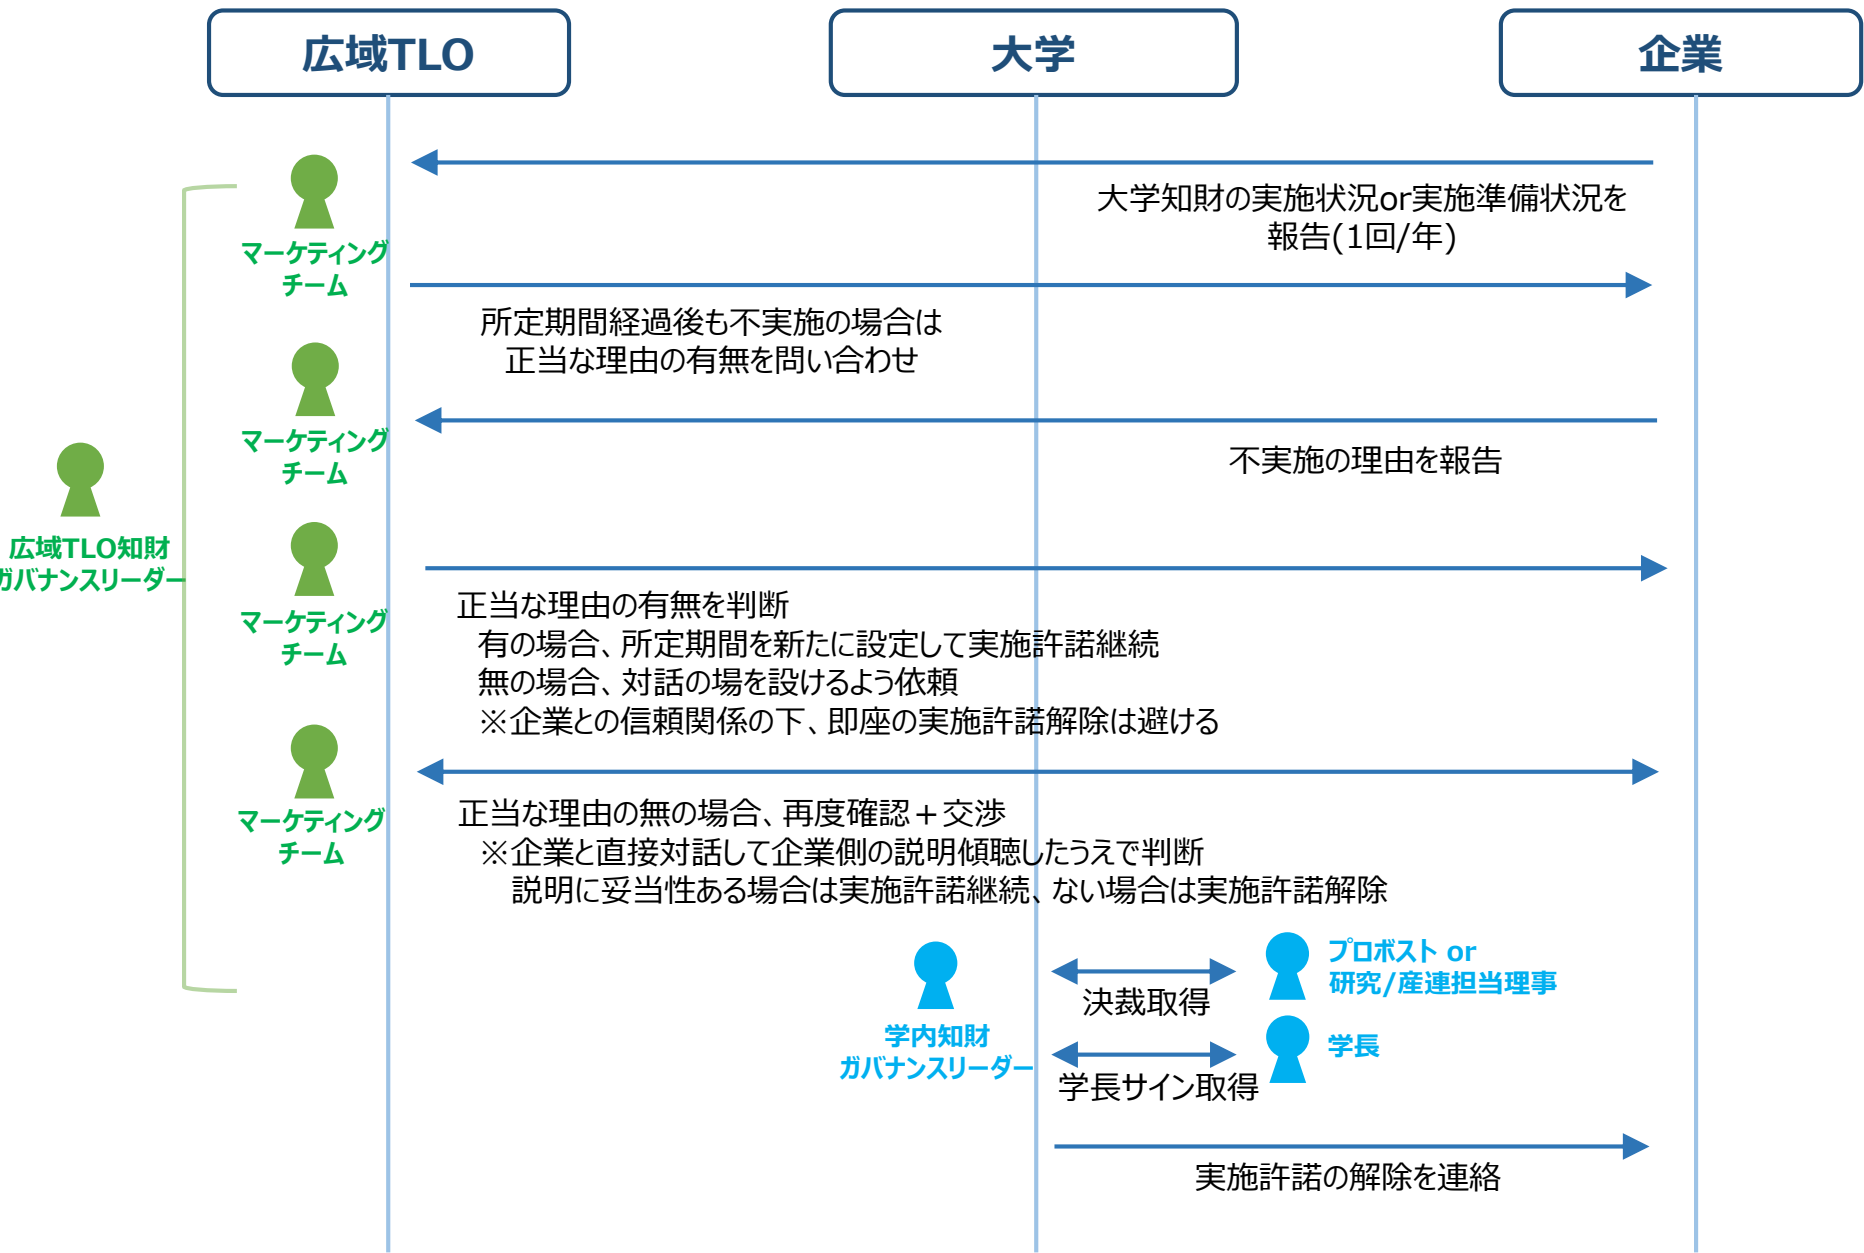 広域TLO
大学
企業
大学知財の実施状況or実施準備状況を
報告(1回/年)
マーケティング
チーム
所定期間経過後も不実施の場合は
正当な理由の有無を問い合わせ
マーケティング
チーム
不実施の理由を報告
広域TLO知財
ガバナンスリーダー
マーケティング
チーム
正当な理由の有無を判断
有の場合、所定期間を新たに設定して実施許諾継続
無の場合、対話の場を設けるよう依頼
※企業との信頼関係の下、即座の実施許諾解除は避ける
マーケティング
チーム
正当な理由の無の場合、再度確認＋交渉
※企業と直接対話して企業側の説明傾聴したうえで判断
説明に妥当性ある場合は実施許諾継続、ない場合は実施許諾解除
プロボスト or
研究/産連担当理事
決裁取得
学内知財
ガバナンスリーダー
学長
学長サイン取得
実施許諾の解除を連絡